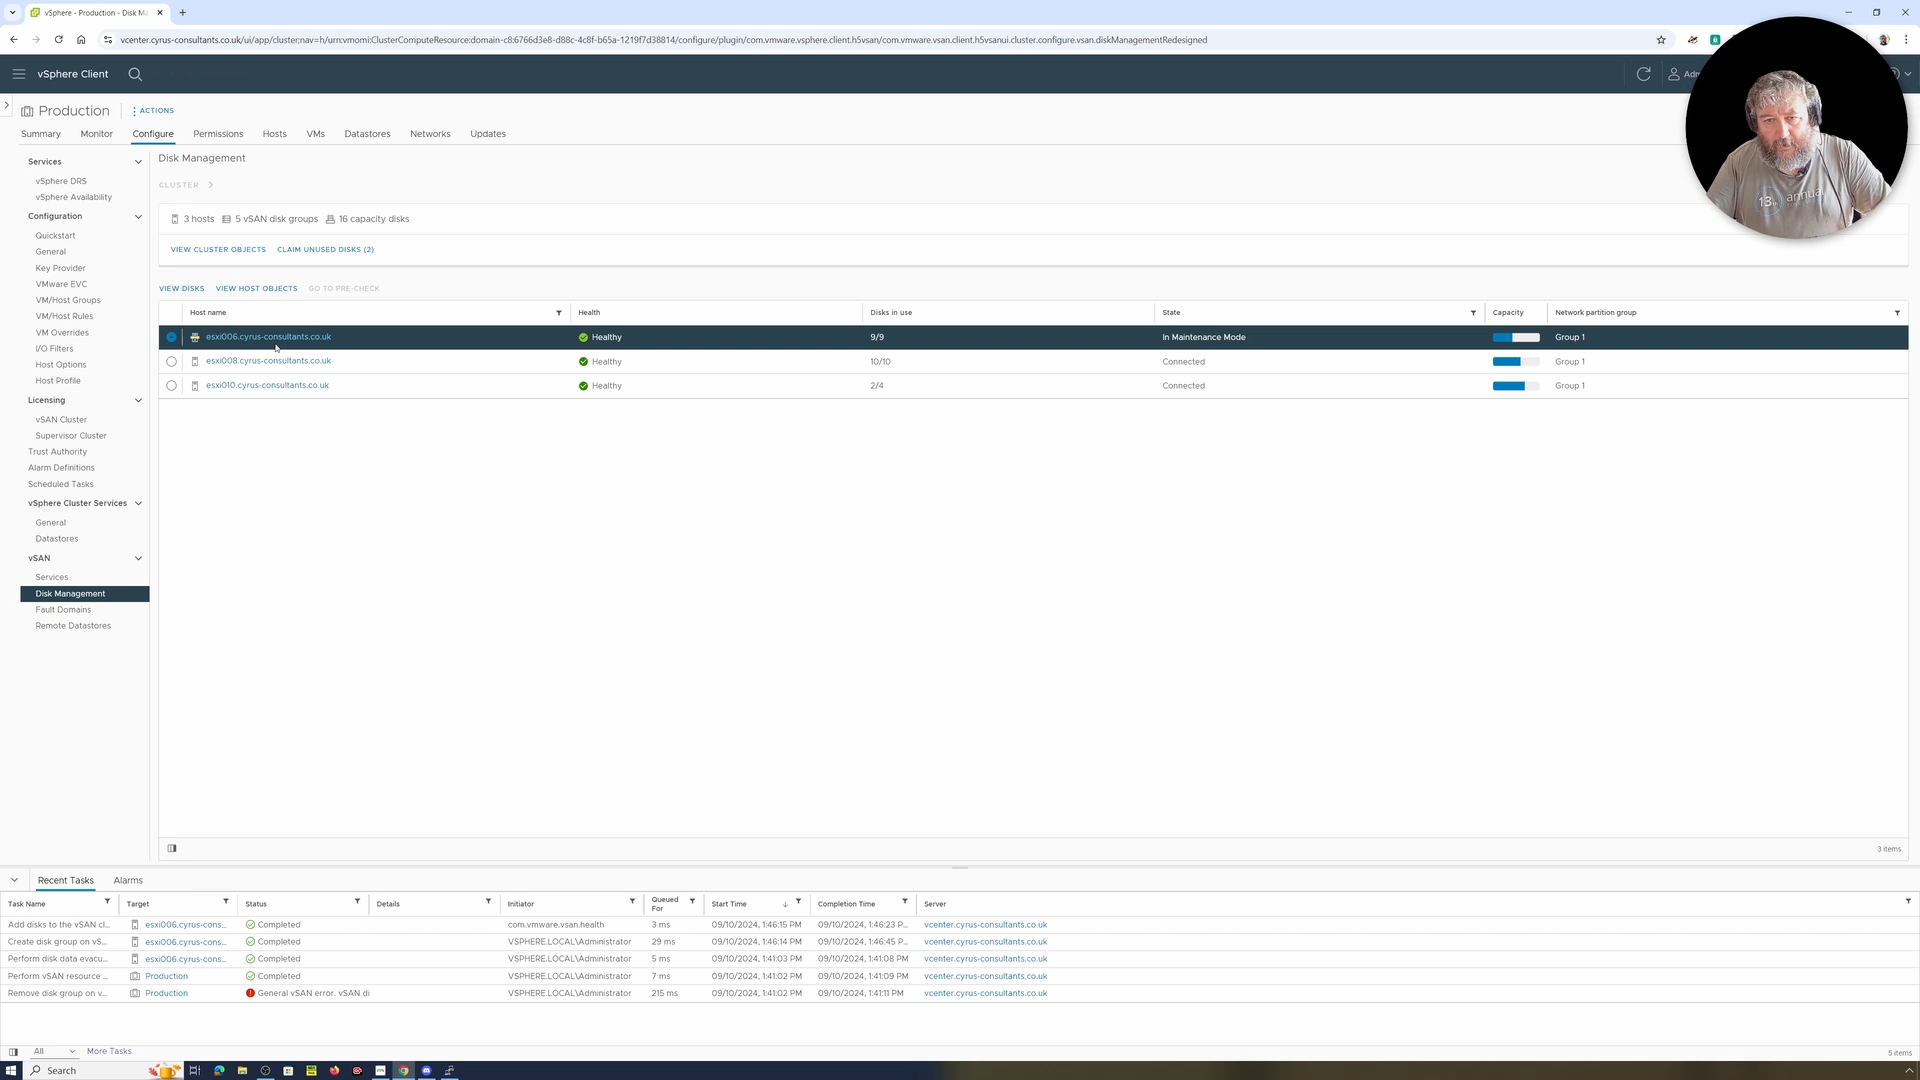 vSphere - Production - Disk M
vcenter.cyrus-consultants.co.uk/ui/app/cluster;nav=h/urn:vmomi:ClusterComputeResource:domain-c8:6766d3e8-d88c-4c8f-b65a-1219f7d38814/configure/plugin/com.vmware.vsphere.client.h5vsan/com.vmware.vsan.client.h5vsanui.cluster.configure.vsan.diskManagementRedesigned
vSphere Client
Adm
Production
ACTIONS
Summary Monitor Configure Permissions Hosts VMs Datastores Networks Updates
Services
vSphere DRS
vSphere Availability
Configuration
Quickstart
General
Key Provider
VMware EVC
VM/Host Groups
VM/Host Rules
VM Overrides
I/O Filters
Host Options
Host Profile
Licensing
vSAN Cluster
Supervisor Cluster
Trust Authority
Alarm Definitions
Scheduled Tasks
vSphere Cluster Services
General
Datastores
vSAN
Services
Disk Management
Fault Domains
Remote Datastores
Disk Management
CLUSTER
3 hosts 5 vSAN disk groups 16 capacity disks
VIEW CLUSTER OBJECTS CLAIM UNUSED DISKS (2)
VIEW DISKS VIEW HOST OBJECTS GO TO PRE-CHECK
Host name Health Disks in use State Capacity Network partition group
esxi006.cyrus-consultants.co.uk Healthy 9/9 In Maintenance Mode Group 1
esxi008.cyrus-consultants.co.uk Healthy 10/10 Connected Group 1
esxi010.cyrus-consultants.co.uk Healthy 2/4 Connected Group 1
3 items
13th annual
Recent Tasks Alarms
Task Name Target Status Details Initiator Queued For Start Time Completion Time Server
Add disks to the vSAN cl... esxi006.cyrus-cons... Completed com.vmware.vsan.health 3 ms 09/10/2024, 1:46:15 PM 09/10/2024, 1:46:23 P... vcenter.cyrus-consultants.co.uk
Create disk group on vS... esxi006.cyrus-cons... Completed VSPHERE.LOCAL\Administrator 29 ms 09/10/2024, 1:46:14 PM 09/10/2024, 1:46:45 P... vcenter.cyrus-consultants.co.uk
Perform disk data evacu... esxi006.cyrus-cons... Completed VSPHERE.LOCAL\Administrator 5 ms 09/10/2024, 1:41:03 PM 09/10/2024, 1:41:08 PM vcenter.cyrus-consultants.co.uk
Perform vSAN resource ... Production Completed VSPHERE.LOCAL\Administrator 7 ms 09/10/2024, 1:41:02 PM 09/10/2024, 1:41:09 PM vcenter.cyrus-consultants.co.uk
Remove disk group on v... Production General vSAN error. vSAN di VSPHERE.LOCAL\Administrator 215 ms 09/10/2024, 1:41:02 PM 09/10/2024, 1:41:11 PM vcenter.cyrus-consultants.co.uk
All More Tasks
5 items
Search